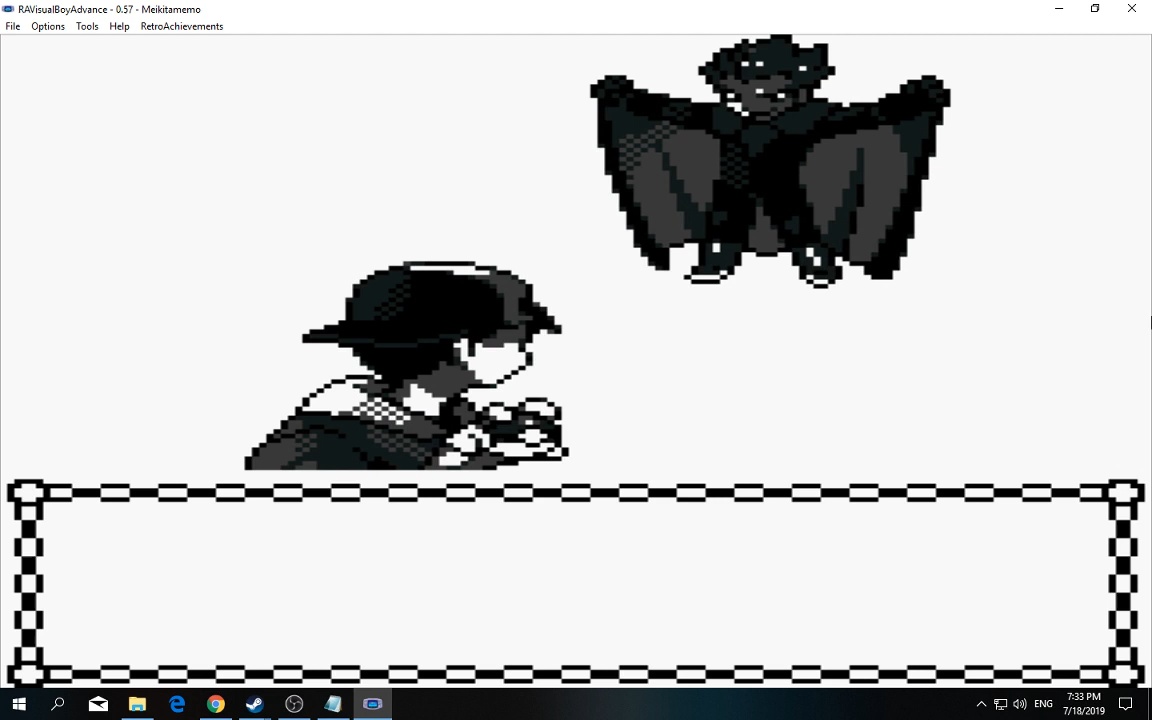 RAVisualBoyAdvance - 0.57 - Meikitamemo
File Options Tools Help RetroAchievements
ENG
7:33 PM
7/18/2019